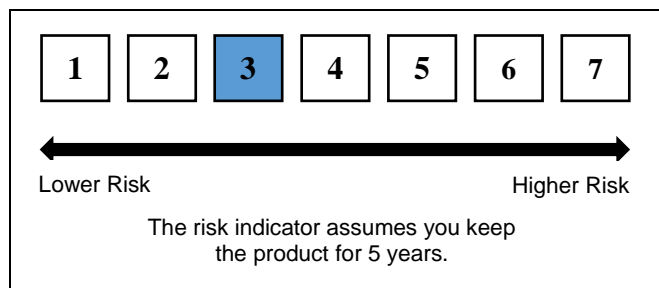 1 2 3 4 5 6 7
Lower Risk Higher Risk
The risk indicator assumes you keep
the product for 5 years.